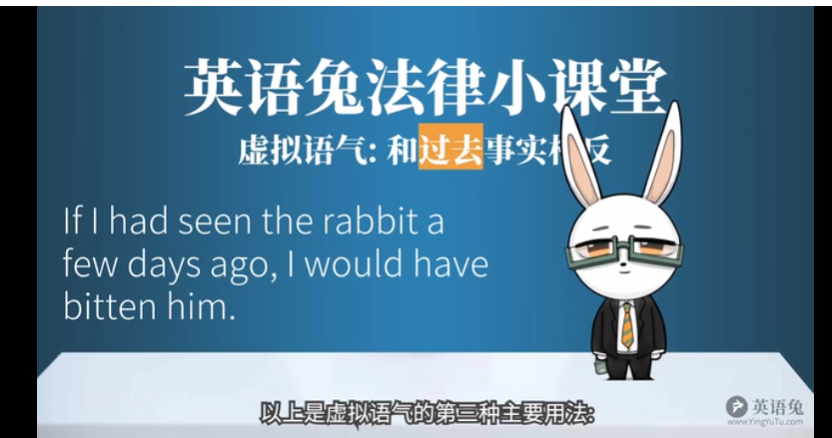 英语兔法律小课堂
虚拟语气: 和过去事实相反
If I had seen the rabbit a
few days ago, I would have
bitten him.
以上是虚拟语气的第三种主要用法:
英语兔
www.YingYuTu.com